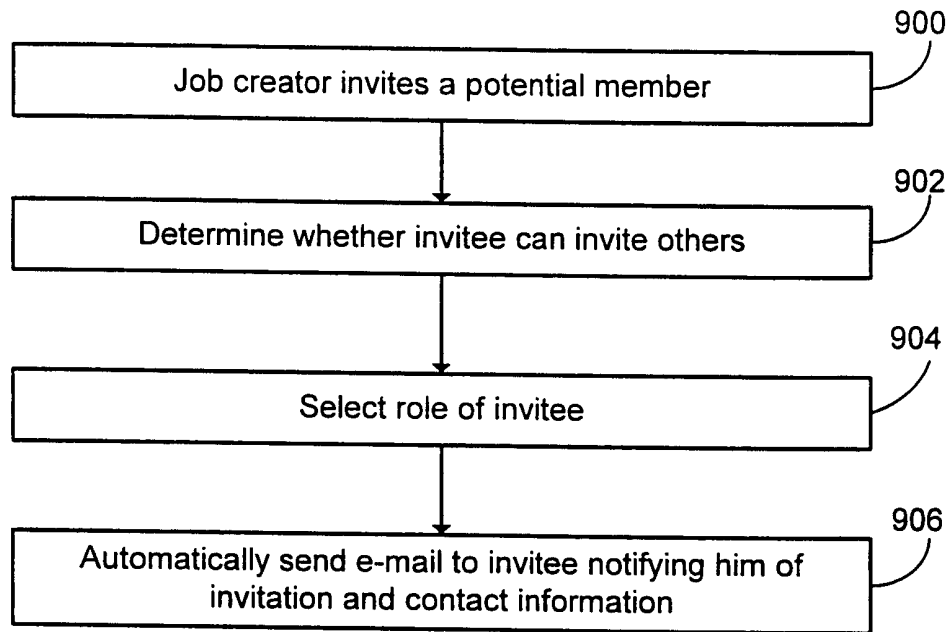 900
Job creator invites a potential member
902
Determine whether invitee can invite others
904
Select role of invitee
906
Automatically send e-mail to invitee notifying him of
invitation and contact information